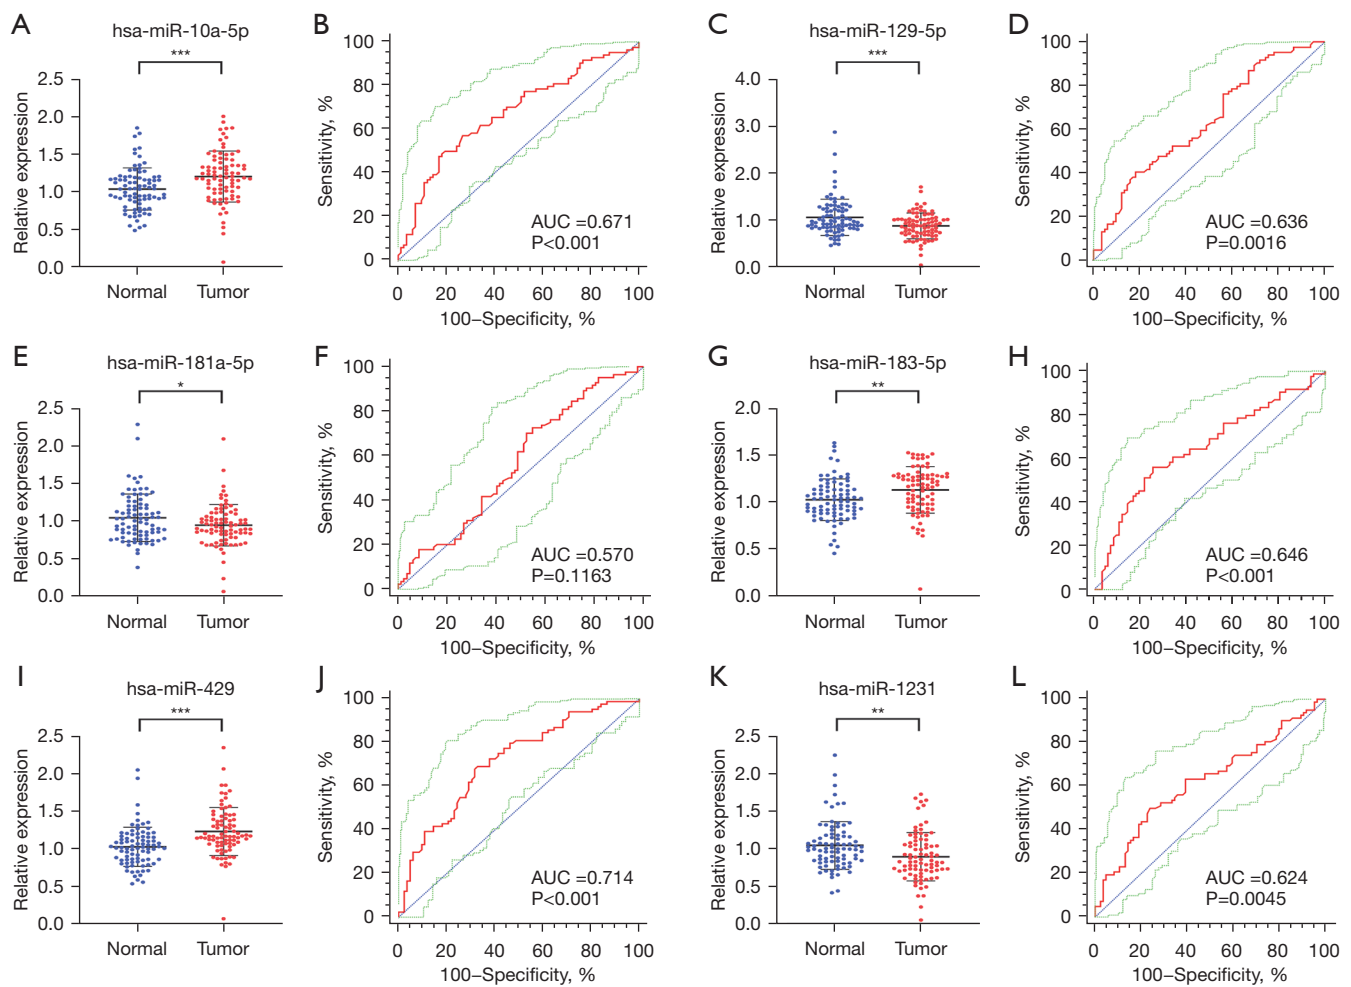 A
hsa-miR-10a-5p
***
Relative expression
2.5
2.0
1.5
1.0
0.5
0.0
Normal Tumor
B
Sensitivity, %
100
80
60
40
20
0
AUC =0.671
P<0.001
0 20 40 60 80 100
100–Specificity, %
C
hsa-miR-129-5p
***
Relative expression
4.0
3.0
2.0
1.0
0.0
Normal Tumor
D
Sensitivity, %
100
80
60
40
20
0
AUC =0.636
P=0.0016
0 20 40 60 80 100
100–Specificity, %
E
hsa-miR-181a-5p
*
Relative expression
2.5
2.0
1.5
1.0
0.5
0.0
Normal Tumor
F
Sensitivity, %
100
80
60
40
20
0
AUC =0.570
P=0.1163
0 20 40 60 80 100
100–Specificity, %
G
hsa-miR-183-5p
**
Relative expression
2.0
1.5
1.0
0.5
0.0
Normal Tumor
H
Sensitivity, %
100
80
60
40
20
0
AUC =0.646
P<0.001
0 20 40 60 80 100
100–Specificity, %
I
hsa-miR-429
***
Relative expression
2.5
2.0
1.5
1.0
0.5
0.0
Normal Tumor
J
Sensitivity, %
100
80
60
40
20
0
AUC =0.714
P<0.001
0 20 40 60 80 100
100–Specificity, %
K
hsa-miR-1231
**
Relative expression
2.5
2.0
1.5
1.0
0.5
0.0
Normal Tumor
L
Sensitivity, %
100
80
60
40
20
0
AUC =0.624
P=0.0045
0 20 40 60 80 100
100–Specificity, %